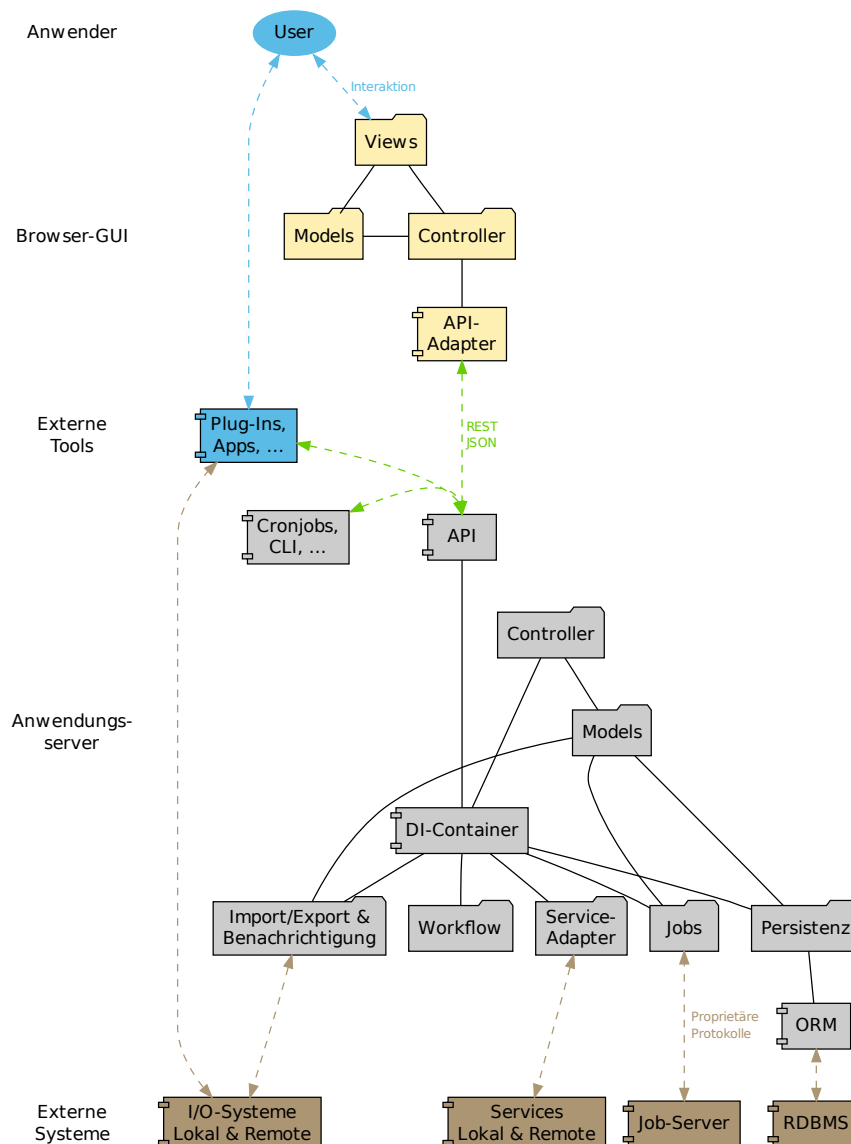 Anwender
User
Interaktion
Views
Browser-GUI
Models
Controller
API-
Adapter
Externe
Tools
Plug-Ins,
Apps, ...
REST
JSON
Cronjobs,
CLI, ...
API
Controller
Anwendungs-
server
Models
DI-Container
Import/Export &
Benachrichtigung
Workflow
Service-
Adapter
Jobs
Persistenz
Proprietäre
Protokolle
ORM
Externe
Systeme
I/O-Systeme
Lokal & Remote
Services
Lokal & Remote
Job-Server
RDBMS